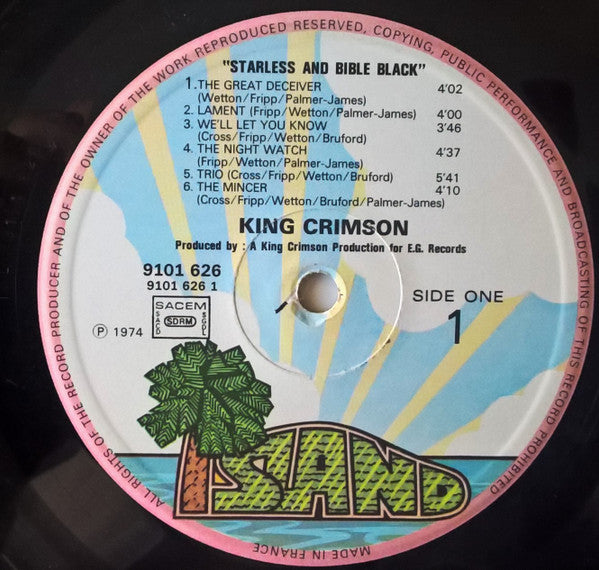 ALL RIGHTS OF THE RECORD PRODUCER AND OF THE OWNER OF THE WORK REPRODUCED RESERVED, COPYING, PUBLIC PERFORMANCE AND BROADCASTING OF THIS RECORD PROHIBITED
"STARLESS AND BIBLE BLACK"
1.THE GREAT DECEIVER 4'02
(Wetton/Fripp/Palmer-James)
2. LAMENT (Fripp/Wetton/Palmer-James) 4'00
3. WE'LL LET YOU KNOW 3'46
(Cross/Fripp/Wetton/Bruford)
4. THE NIGHT WATCH 4'37
(Fripp/Wetton/Palmer-James)
5. TRIO (Cross/Fripp/Wetton/Bruford) 5'41
6. THE MINCER 4'10
(Cross/Fripp/Wetton/Bruford/Palmer-James)
KING CRIMSON
Produced by : A King Crimson Production for E.G. Records
9101 626
9101 626 1
SIDE ONE
1
SACEM
SACD
SDRM
SGDL
℗ 1974
ISLAND
MADE IN FRANCE